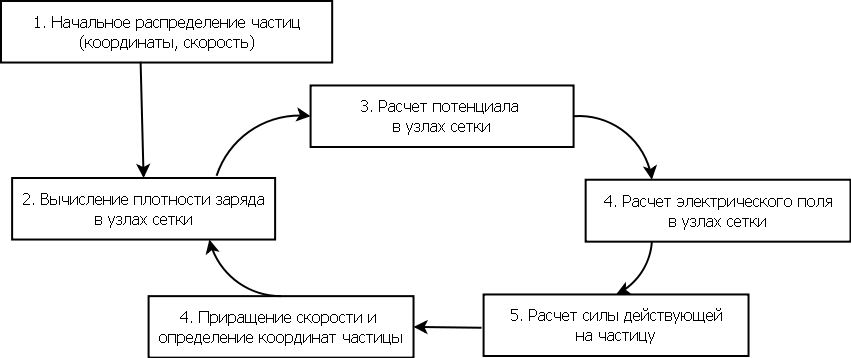 1. Начальное распределение частиц
(координаты, скорость)
3. Расчет потенциала
в узлах сетки
2. Вычисление плотности заряда
в узлах сетки
4. Расчет электрического поля
в узлах сетки
5. Расчет силы действующей
на частицу
4. Приращение скорости и
определение координат частицы